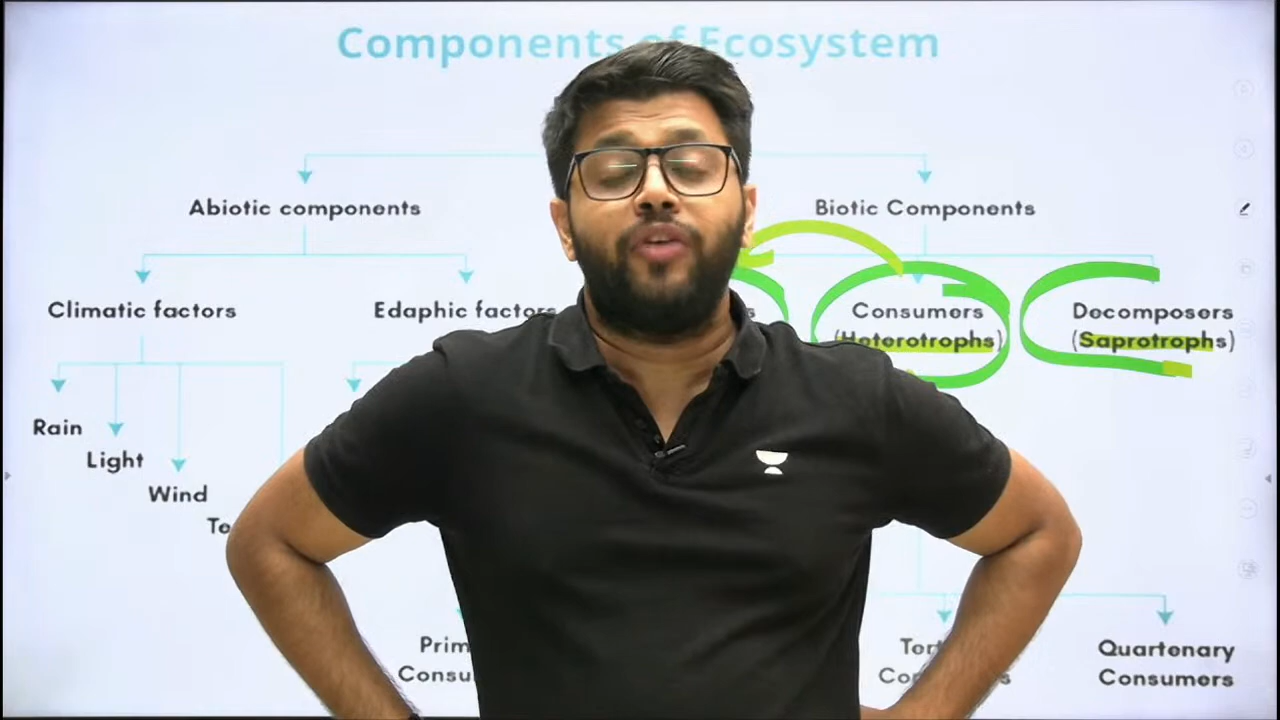 Components of Ecosystem
Abiotic components
Biotic Components
Climatic factors
Edaphic factors
Consumers
(Heterotrophs)
Decomposers
(Saprotrophs)
Rain
Light
Wind
Quartenary
Consumers